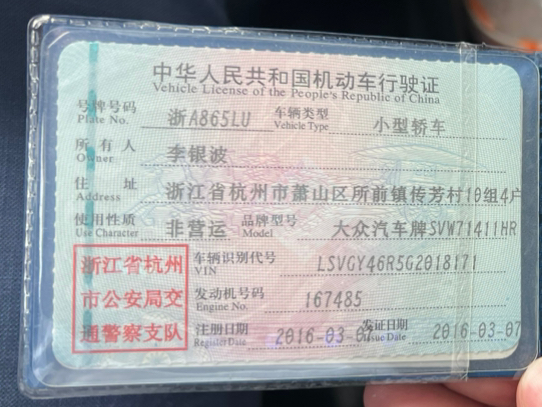 中华人民共和国机动车行驶证
Vehicle License of the People's Republic of China
号牌号码 浙A865LU 车辆类型 小型轿车
Plate No. Vehicle Type
所有人 李银波
Owner
住址 浙江省杭州市萧山区所前镇传芳村10组4户
Address
使用性质 非营运 品牌型号 大众汽车牌SVW71411HR
Use Character Model
浙江省杭州
市公安局交
通警察支队
车辆识别代号 LSVGY46R5G2018171
VIN
发动机号码 167485
Engine No.
注册日期 2016-03-07 发证日期 2016-03-07
Register Date Issue Date